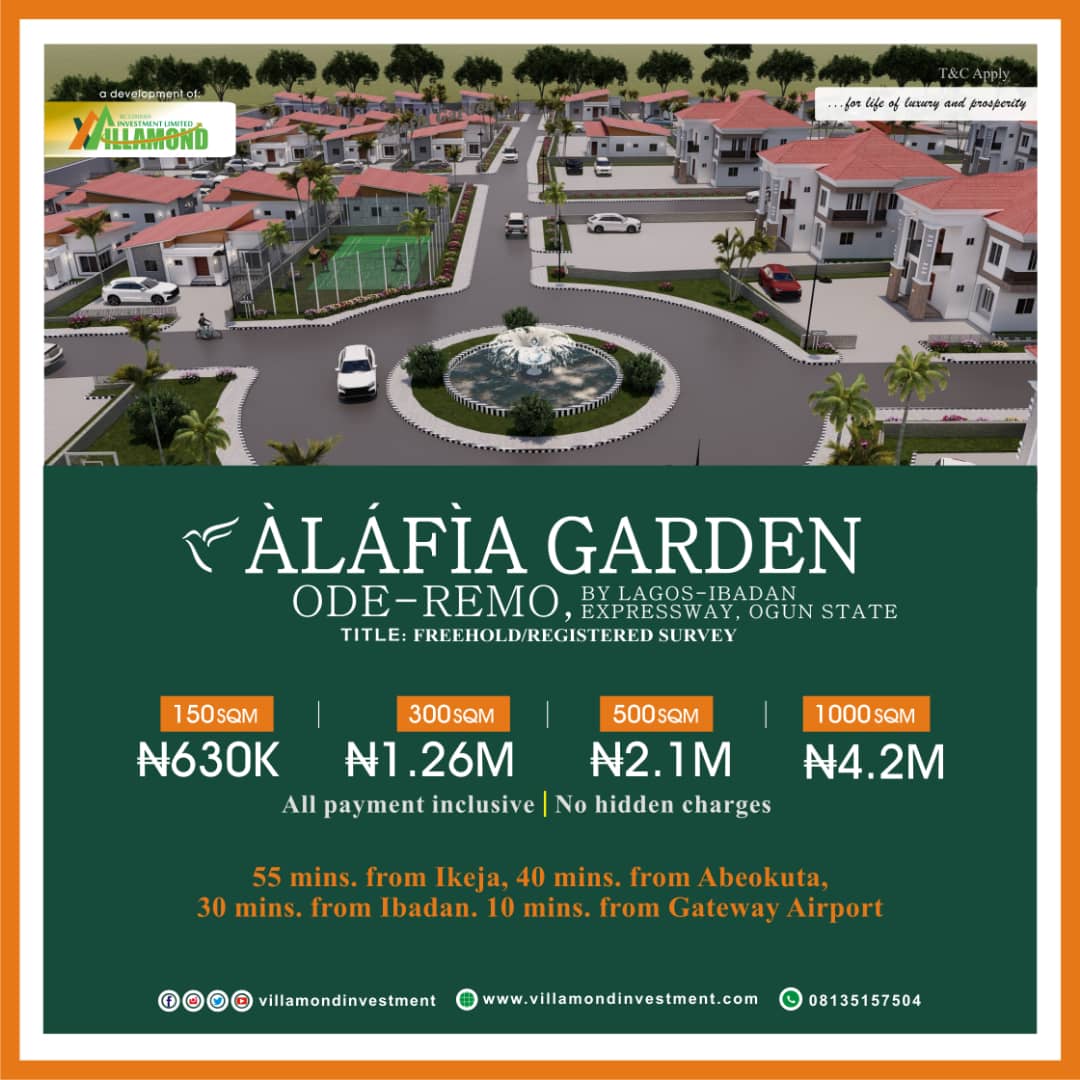 a development of:
INVESTMENT LIMITED
VILLAMOND
T&C Apply
...for life of luxury and prosperity
ÀLÁFÌA GARDEN
ODE-REMO, BY LAGOS-IBADAN
EXPRESSWAY, OGUN STATE
TITLE: FREEHOLD/REGISTERED SURVEY
150SQM | 300SQM | 500SQM | 1000SQM
₦630K ₦1.26M ₦2.1M ₦4.2M
All payment inclusive | No hidden charges
55 mins. from Ikeja, 40 mins. from Abeokuta,
30 mins. from Ibadan. 10 mins. from Gateway Airport
villamondinvestment www.villamondinvestment.com 08135157504